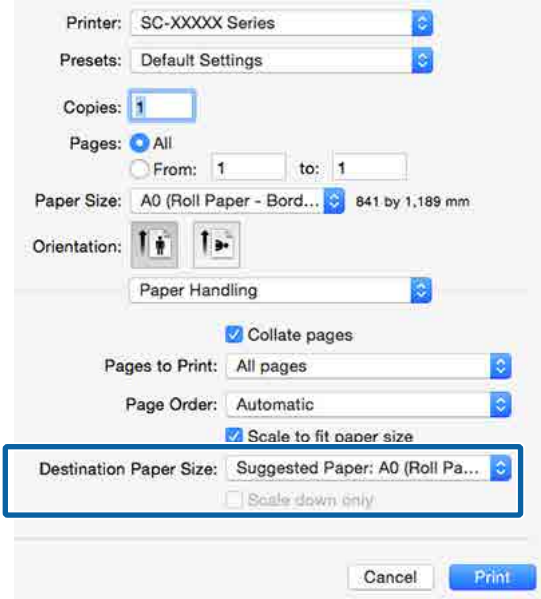 Printer: SC-XXXXX Series
Presets: Default Settings
Copies: 1
Pages: All
From: 1 to: 1
Paper Size: A0 (Roll Paper - Bord... 841 by 1,189 mm
Orientation:
Paper Handling
Collate pages
Pages to Print: All pages
Page Order: Automatic
Scale to fit paper size
Destination Paper Size: Suggested Paper: A0 (Roll Pa...
Scale down only
Cancel Print